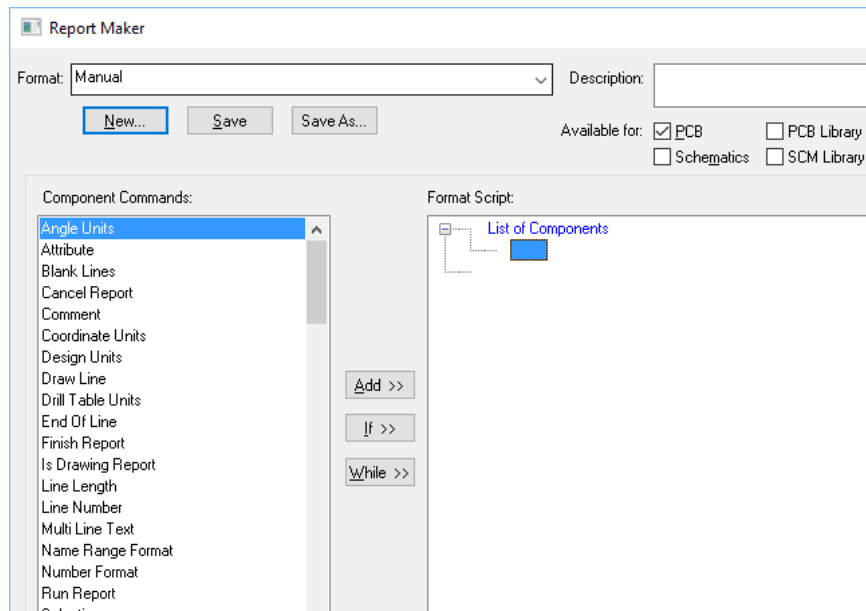 Report Maker
Format: Manual
Description:
New... Save Save As...
Available for: PCB PCB Library
Schematics SCM Library
Component Commands:
Format Script:
Angle Units
List of Components
Attribute
Blank Lines
Cancel Report
Comment
Coordinate Units
Design Units
Draw Line
Drill Table Units
Add >>
End Of Line
If >>
Finish Report
Is Drawing Report
While >>
Line Length
Line Number
Multi Line Text
Name Range Format
Number Format
Run Report